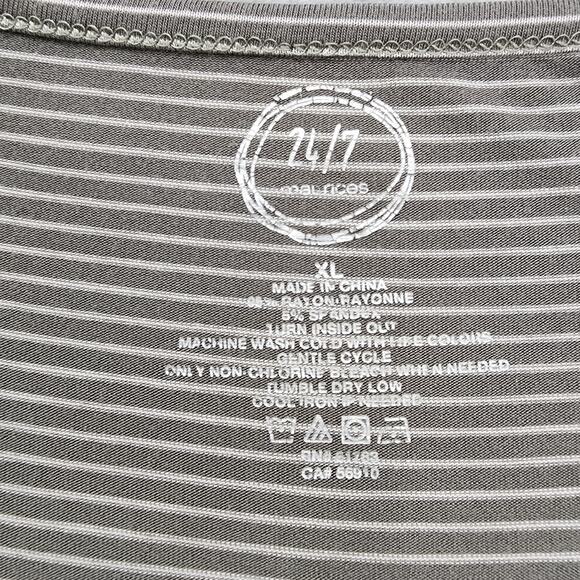 24/7
maurices
XL
MADE IN CHINA
95% RAYON/RAYONNE
5% SPANDEX
TURN INSIDE OUT
MACHINE WASH COLD WITH LIKE COLORS
GENTLE CYCLE
ONLY NON-CHLORINE BLEACH WHEN NEEDED
TUMBLE DRY LOW
COOL IRON IF NEEDED
RN#
CA# 56910